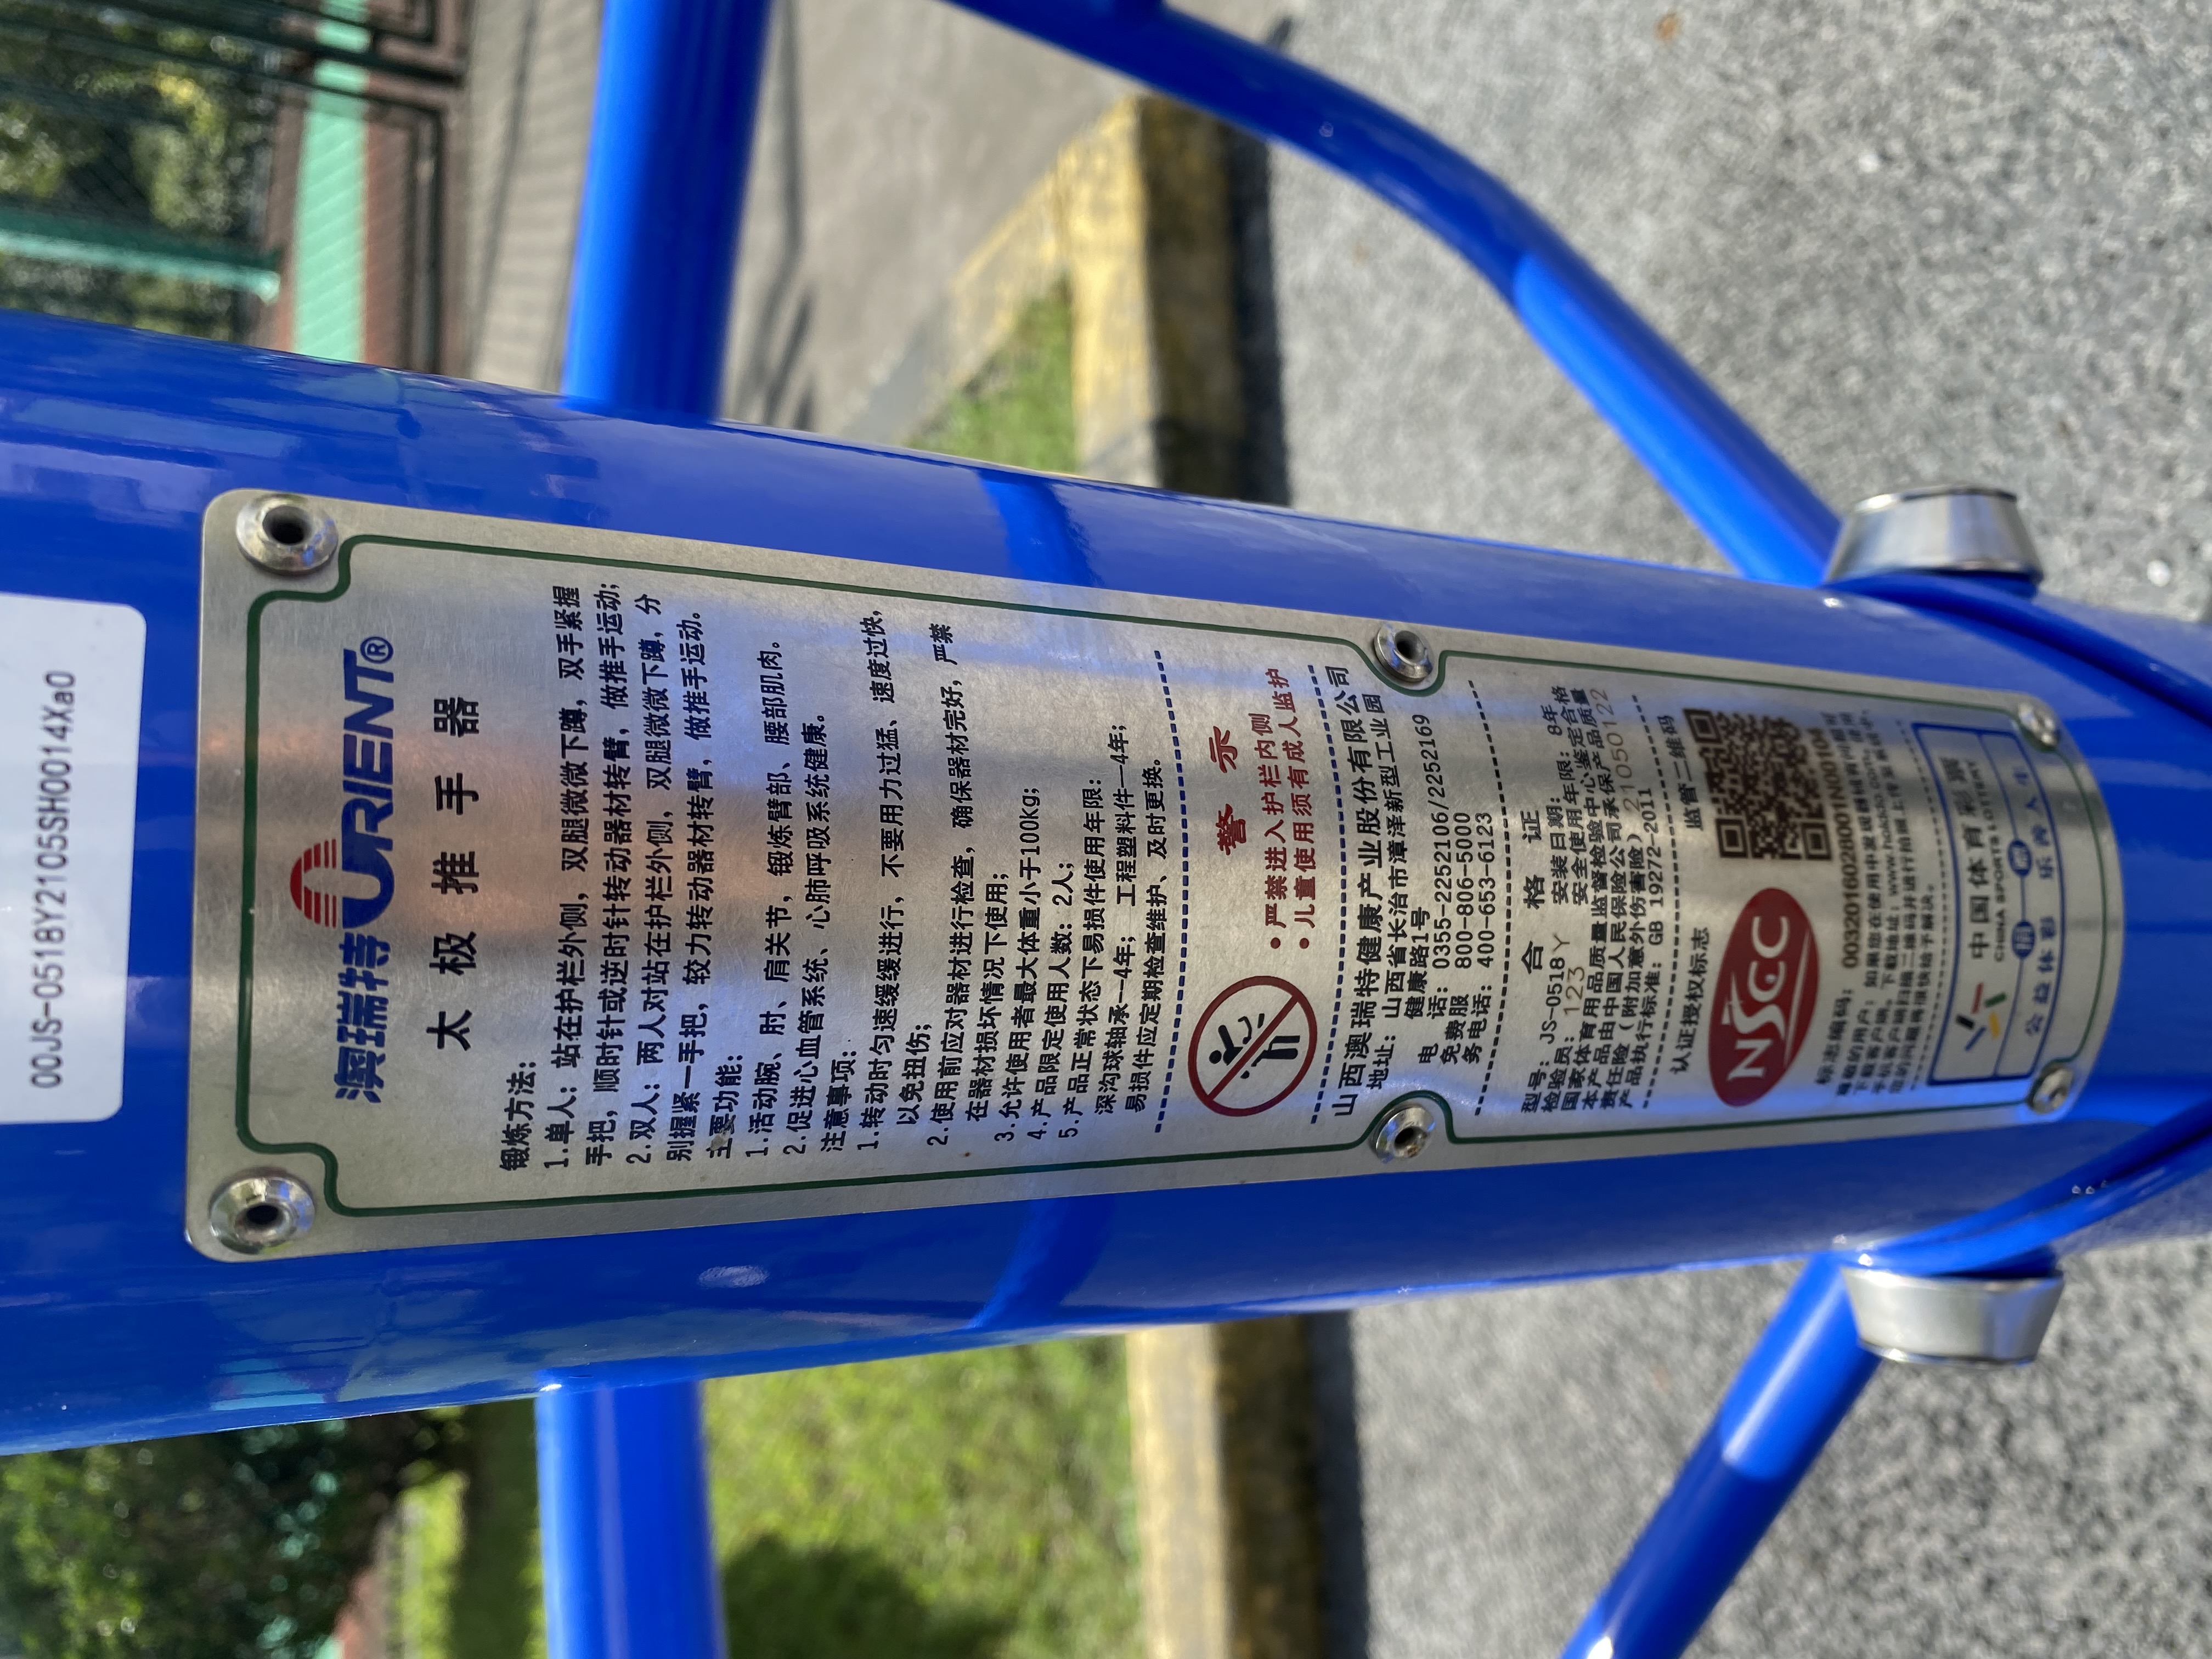 00JS-0518Y2105SH0014Xa0
澳瑞特 ORIENT®
太极推手器
锻炼方法：
1.单人：站在护栏外侧，双腿微微下蹲，双手紧握
手把，顺时针或逆时针转动器材转臂，做推手运动；
2.双人：两人对站在护栏外侧，双腿微微下蹲，分
别握紧一手把，较力转动器材转臂，做推手运动。
主要功能：
1.活动腕、肘、肩关节，锻炼臂部、腰部肌肉。
2.促进心血管系统、心肺呼吸系统健康。
注意事项：
1.转动时匀速缓缓进行，不要用力过猛、速度过快，
以免扭伤；
2.使用前应对器材进行检查，确保器材完好，严禁
在器材损坏情况下使用；
3.允许使用者最大体重小于100kg；
4.产品限定使用人数：2人；
5.产品正常状态下易损件使用年限：
深沟球轴承—4年；工程塑料件—4年；
易损件应定期检查维护、及时更换。
警示
•严禁进入护栏内侧
•儿童使用须有成人监护
山西澳瑞特健康产业股份有限公司
地址：山西省长治市漳泽新型工业园
健康路1号
电话：0355-2252106/2252169
免费服 800-806-5000
务电话：400-653-6123
合格证
型号：JS-0518Y 安装日期：
检验员：123 安全使用年限：8年
国家体育用品质量监督检验中心鉴定合格
本产品由中国人民保险公司承保产品质量
责任险（附加意外伤害险）21050122
产品执行标准：GB 19272-2011
认证授权标志 监管二维码
NSCC
标志编码：
中国体育彩票
CHINA SPORTS LOTTERY
公益体彩 乐善人生